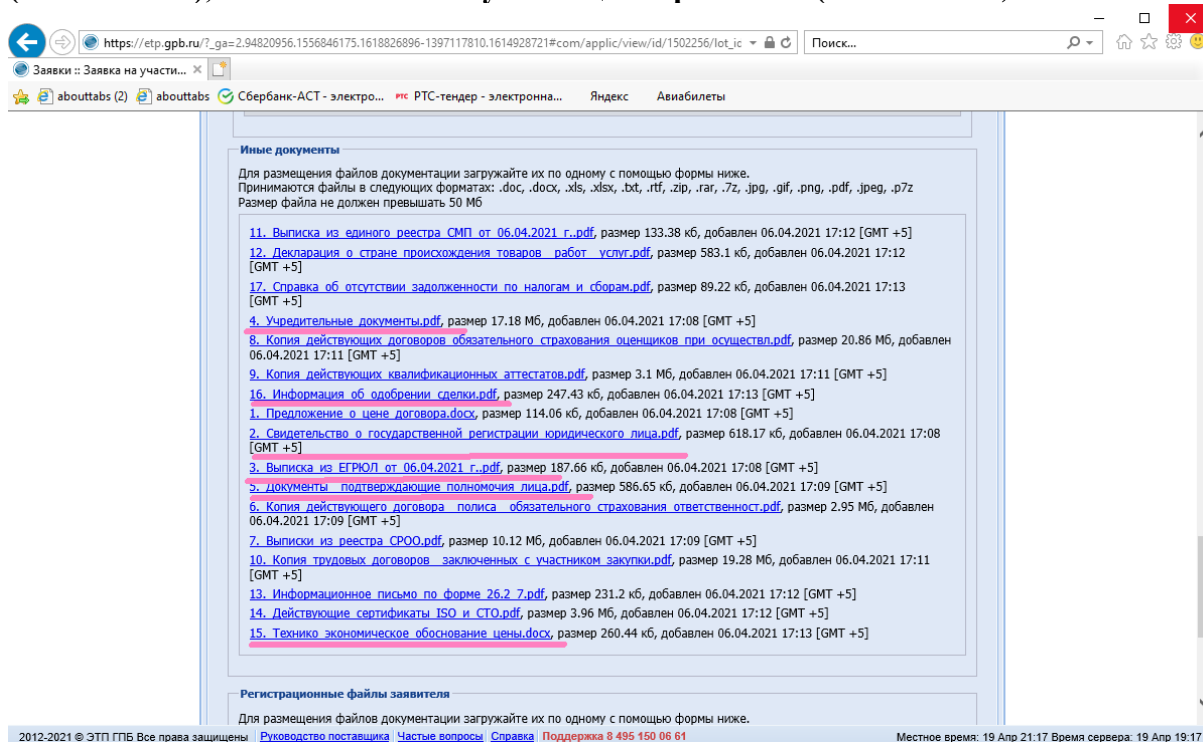 https://etp.gpb.ru/?_ga=2.94820956.1556846175.1618826896-1397117810.1614928721#com/applic/view/id/1502256/lot_ic
Поиск...
Заявки :: Заявка на участи...
abouttabs (2) abouttabs Сбербанк-АСТ - электро... РТС РТС-тендер - электронна... Яндекс Авиабилеты
Иные документы
Для размещения файлов документации загружайте их по одному с помощью формы ниже.
Принимаются файлы в следующих форматах: .doc, .docx, .xls, .xlsx, .txt, .rtf, .zip, .rar, .7z, .jpg, .gif, .png, .pdf, .jpeg, .p7z
Размер файла не должен превышать 50 Мб
11. Выписка из единого реестра СМП от 06.04.2021 г..pdf, размер 133.38 кб, добавлен 06.04.2021 17:12 [GMT +5]
12. Декларация о стране происхождения товаров работ услуг.pdf, размер 583.1 кб, добавлен 06.04.2021 17:12
[GMT +5]
17. Справка об отсутствии задолженности по налогам и сборам.pdf, размер 89.22 кб, добавлен 06.04.2021 17:13
[GMT +5]
4. Учредительные документы.pdf, размер 17.18 Мб, добавлен 06.04.2021 17:08 [GMT +5]
8. Копия действующих договоров обязательного страхования оценщиков при осуществл.pdf, размер 20.86 Мб, добавлен
06.04.2021 17:11 [GMT +5]
9. Копия действующих квалификационных аттестатов.pdf, размер 3.1 Мб, добавлен 06.04.2021 17:11 [GMT +5]
16. Информация об одобрении сделки.pdf, размер 247.43 кб, добавлен 06.04.2021 17:13 [GMT +5]
1. Предложение о цене договора.docx, размер 114.06 кб, добавлен 06.04.2021 17:08 [GMT +5]
2. Свидетельство о государственной регистрации юридического лица.pdf, размер 618.17 кб, добавлен 06.04.2021 17:08
[GMT +5]
3. Выписка из ЕГРЮЛ от 06.04.2021 г..pdf, размер 187.66 кб, добавлен 06.04.2021 17:08 [GMT +5]
5. Документы подтверждающие полномочия лица.pdf, размер 586.65 кб, добавлен 06.04.2021 17:09 [GMT +5]
6. Копия действующего договора полиса обязательного страхования ответственност.pdf, размер 2.95 Мб, добавлен
06.04.2021 17:09 [GMT +5]
7. Выписки из реестра СРОО.pdf, размер 10.12 Мб, добавлен 06.04.2021 17:09 [GMT +5]
10. Копия трудовых договоров заключенных с участником закупки.pdf, размер 19.28 Мб, добавлен 06.04.2021 17:11
[GMT +5]
13. Информационное письмо по форме 26.2 7.pdf, размер 231.2 кб, добавлен 06.04.2021 17:12 [GMT +5]
14. Действующие сертификаты ISO и СТО.pdf, размер 3.96 Мб, добавлен 06.04.2021 17:12 [GMT +5]
15. Технико экономическое обоснование цены.docx, размер 260.44 кб, добавлен 06.04.2021 17:13 [GMT +5]
Регистрационные файлы заявителя
Для размещения файлов документации загружайте их по одному с помощью формы ниже.
2012-2021 © ЭТП ГПБ Все права защищены Руководство поставщика Частые вопросы Справка Поддержка 8 495 150 06 61 Местное время: 19 Апр 21:17 Время сервера: 19 Апр 19:17